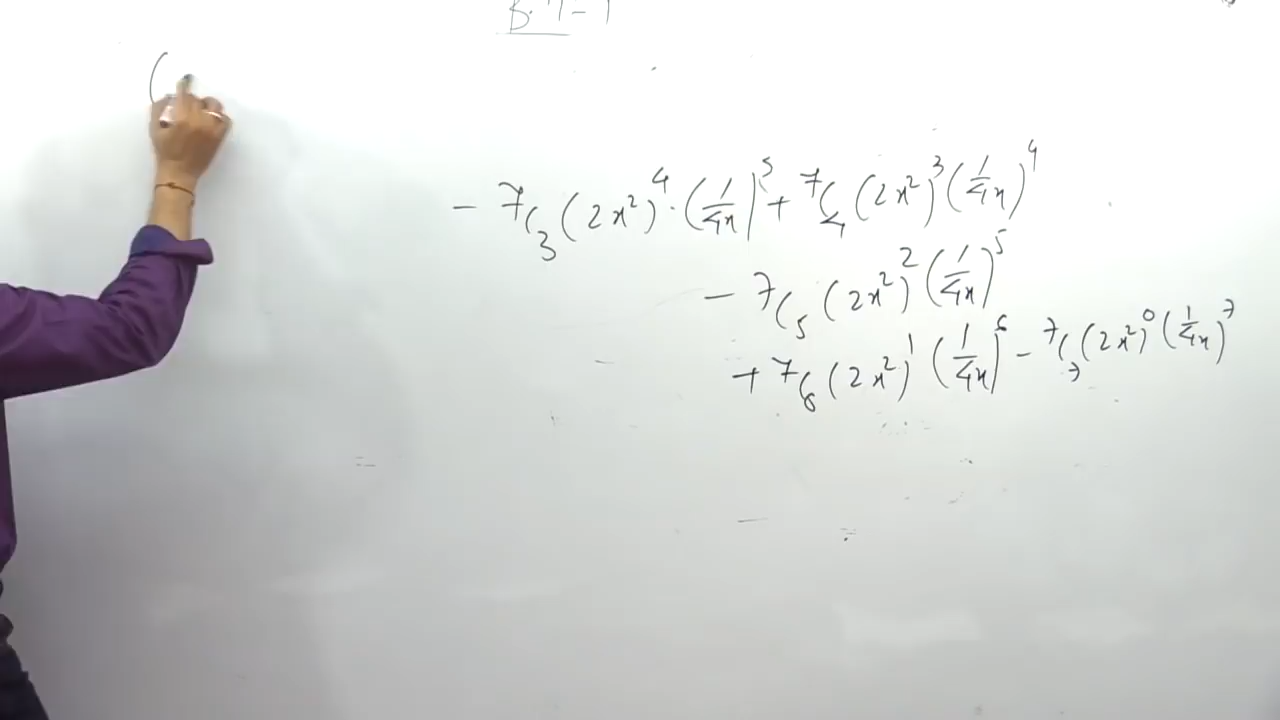 (
- ⁷C₃ (2x²)⁴ · (1/4x)³ + ⁷C₄ (2x²)³ (1/4x)⁴
- ⁷C₅ (2x²)² (1/4x)⁵
+ ⁷C₆ (2x²)¹ (1/4x)⁶ - ⁷C₇ (2x²)⁰ (1/4x)⁷